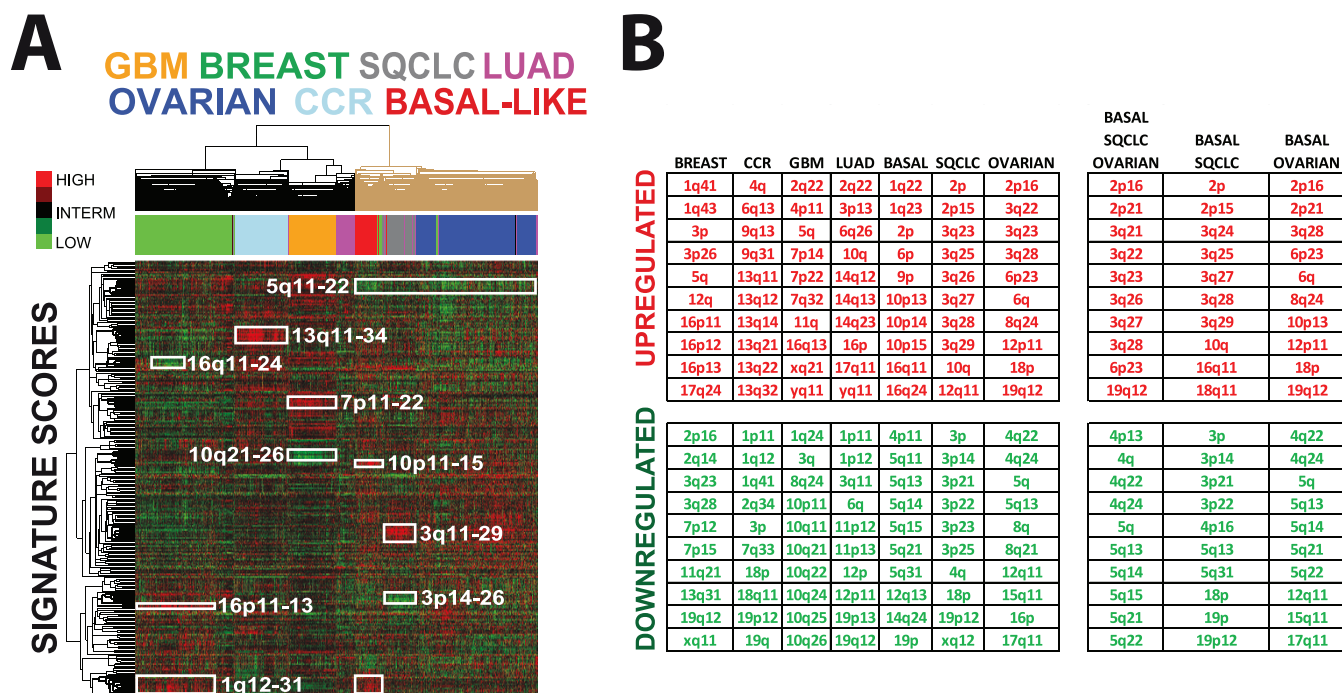 A
GBM BREAST SQCLC LUAD
OVARIAN CCR BASAL-LIKE
HIGH
INTERM
LOW
SIGNATURE SCORES
5q11-22
13q11-34
16q11-24
7p11-22
10q21-26
10p11-15
3q11-29
3p14-26
16p11-13
1q12-31
B
BASAL SQCLC OVARIAN
BASAL SQCLC
BASAL OVARIAN
BREAST CCR GBM LUAD BASAL SQCLC OVARIAN
UPREGULATED
1q41 4q 2q22 2q22 1q22 2p 2p16 2p16 2p 2p16
1q43 6q13 4p11 3p13 1q23 2p15 3q22 2p21 2p15 2p21
3p 9q13 5q 6q26 2p 3q23 3q23 3q21 3q24 3q28
3p26 9q31 7p14 10q 6p 3q25 3q28 3q22 3q25 6p23
5q 13q11 7p22 14q12 9p 3q26 6p23 3q23 3q27 6q
12q 13q12 7q32 14q13 10p13 3q27 6q 3q26 3q28 8q24
16p11 13q14 11q 14q23 10p14 3q28 8q24 3q27 3q29 10p13
16p12 13q21 16q13 16p 10p15 3q29 12p11 3q28 10q 12p11
16p13 13q22 xq21 17q11 16q11 10q 18p 6p23 16q11 18p
17q24 13q32 yq11 yq11 16q24 12q11 19q12 19q12 18q11 19q12
DOWNREGULATED
2p16 1p11 1q24 1p11 4p11 3p 4q22 4p13 3p 4q22
2q14 1q12 3q 1p12 5q11 3p14 4q24 4q 3p14 4q24
3q23 1q41 8q24 3q11 5q13 3p21 5q 4q22 3p21 5q
3q28 2q34 10p11 6q 5q14 3p22 5q13 4q24 3p22 5q13
7p12 3p 10q11 11p12 5q15 3p23 8q 5q 4p16 5q14
7p15 7q33 10q21 11p13 5q21 3p25 8q21 5q13 5q13 5q21
11q21 18p 10q22 12p 5q31 4q 12q11 5q14 5q31 5q22
13q31 18q11 10q24 12p11 12q13 18p 15q11 5q15 18p 12q11
19q12 19p12 10q25 19p13 14q24 19p12 16p 5q21 19p 15q11
xq11 19q 10q26 19q12 19p xq12 17q11 5q22 19p12 17q11